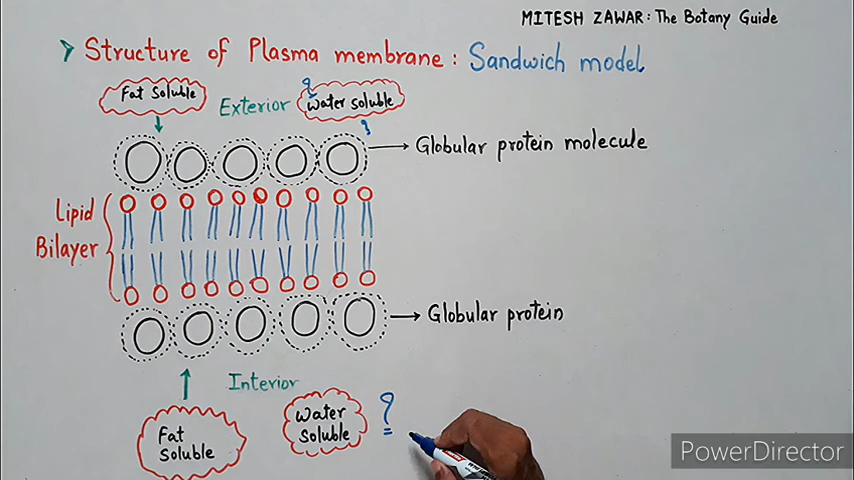 MITESH ZAWAR: The Botany Guide
Structure of Plasma membrane: Sandwich model
Fat Soluble
Exterior
?
Water soluble
?
Globular protein molecule
Lipid
Bilayer
Globular protein
Interior
Fat
Soluble
Water
Soluble
?
PowerDirector